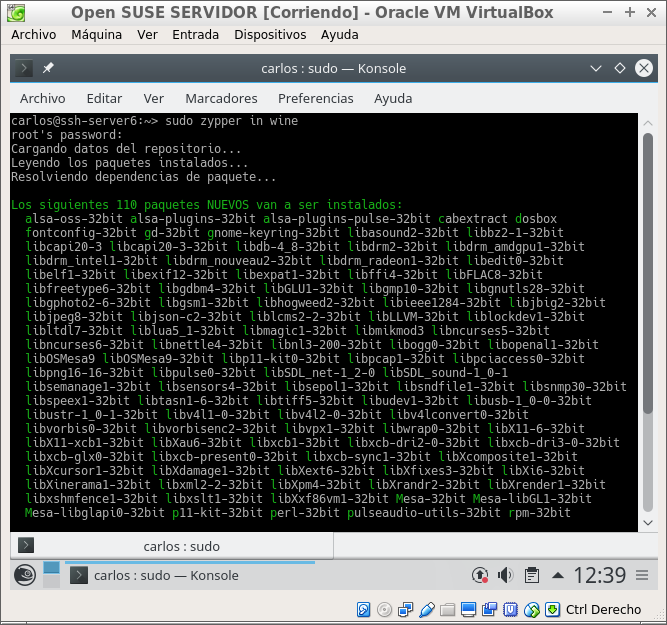 Open SUSE SERVIDOR [Corriendo] - Oracle VM VirtualBox
Archivo Máquina Ver Entrada Dispositivos Ayuda
carlos : sudo — Konsole
Archivo Editar Ver Marcadores Preferencias Ayuda
carlos@ssh-server6:~> sudo zypper in wine
root's password:
Cargando datos del repositorio...
Leyendo los paquetes instalados...
Resolviendo dependencias de paquete...
Los siguientes 110 paquetes NUEVOS van a ser instalados:
alsa-oss-32bit alsa-plugins-32bit alsa-plugins-pulse-32bit cabextract dosbox
fontconfig-32bit gd-32bit gnome-keyring-32bit libasound2-32bit libbz2-1-32bit
libcapi20-3 libcapi20-3-32bit libdb-4_8-32bit libdrm2-32bit libdrm_amdgpu1-32bit
libdrm_intel1-32bit libdrm_nouveau2-32bit libdrm_radeon1-32bit libedit0-32bit
libelf1-32bit libexif12-32bit libexpat1-32bit libffi4-32bit libFLAC8-32bit
libfreetype6-32bit libgdbm4-32bit libGLU1-32bit libgmp10-32bit libgnutls28-32bit
libgphoto2-6-32bit libgsm1-32bit libhogweed2-32bit libieee1284-32bit libjbig2-32bit
libjpeg8-32bit libjson-c2-32bit liblcms2-2-32bit libLLVM-32bit liblockdev1-32bit
libltdl7-32bit liblua5_1-32bit libmagic1-32bit libmikmod3 libncurses5-32bit
libncurses6-32bit libnettle4-32bit libnl3-200-32bit libogg0-32bit libopenal1-32bit
libOSMesa9 libOSMesa9-32bit libp11-kit0-32bit libpcap1-32bit libpciaccess0-32bit
libpng16-16-32bit libpulse0-32bit libSDL_net-1_2-0 libSDL_sound-1_0-1
libsemanage1-32bit libsensors4-32bit libsepol1-32bit libsndfile1-32bit libsnmp30-32bit
libspeex1-32bit libtasn1-6-32bit libtiff5-32bit libudev1-32bit libusb-1_0-0-32bit
libustr-1_0-1-32bit libv4l1-0-32bit libv4l2-0-32bit libv4lconvert0-32bit
libvorbis0-32bit libvorbisenc2-32bit libvpx1-32bit libwrap0-32bit libX11-6-32bit
libX11-xcb1-32bit libXau6-32bit libxcb1-32bit libxcb-dri2-0-32bit libxcb-dri3-0-32bit
libxcb-glx0-32bit libxcb-present0-32bit libxcb-sync1-32bit libXcomposite1-32bit
libXcursor1-32bit libXdamage1-32bit libXext6-32bit libXfixes3-32bit libXi6-32bit
libXinerama1-32bit libxml2-2-32bit libXpm4-32bit libXrandr2-32bit libXrender1-32bit
libxshmfence1-32bit libxslt1-32bit libXxf86vm1-32bit Mesa-32bit Mesa-libGL1-32bit
Mesa-libglapi0-32bit p11-kit-32bit perl-32bit pulseaudio-utils-32bit rpm-32bit
carlos : sudo
carlos : sudo — Konsole 12:39
Ctrl Derecho